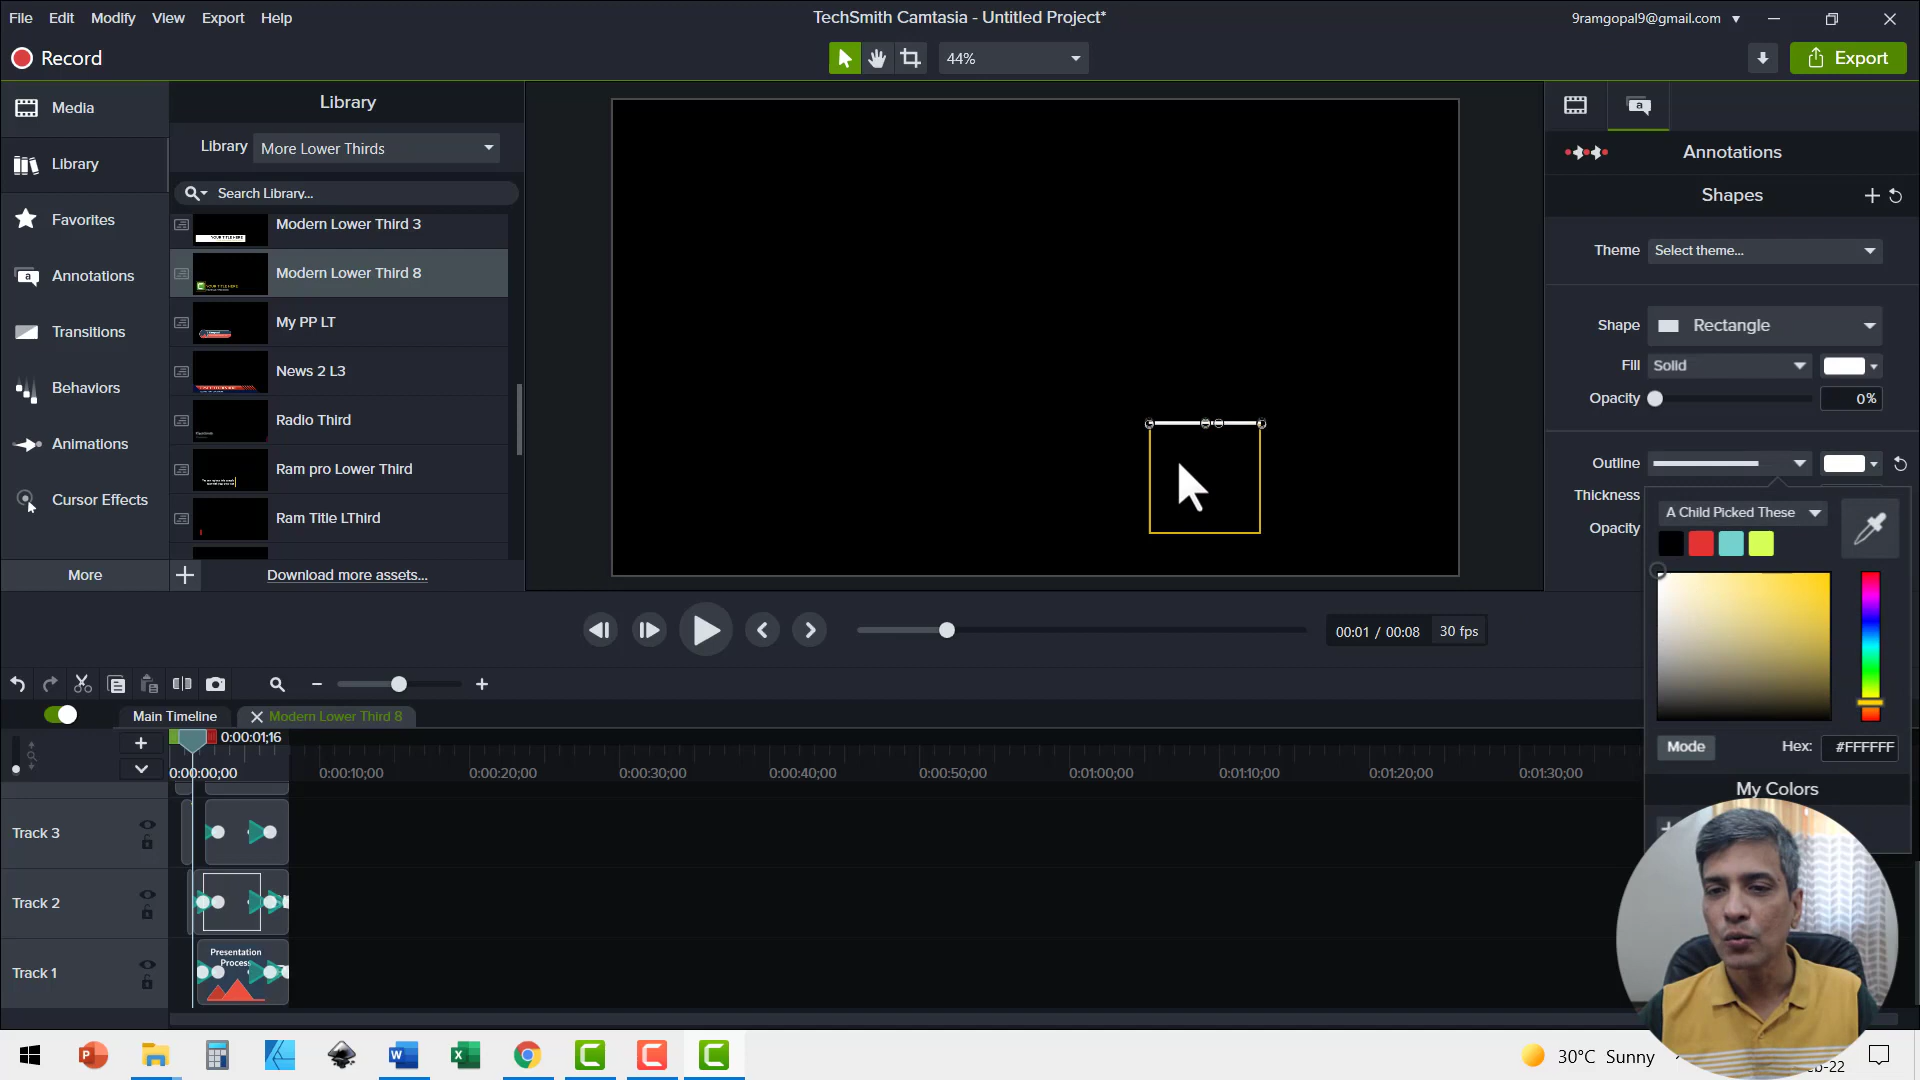 File Edit Modify View Export Help
TechSmith Camtasia - Untitled Project*
9ramgopal9@gmail.com
Record
44%
Export
Media
Library
Favorites
Annotations
Transitions
Behaviors
Animations
Cursor Effects
More
Library
Library More Lower Thirds
Search Library...
Modern Lower Third 3
Modern Lower Third 8
My PP LT
News 2 L3
Radio Third
Ram pro Lower Third
Ram Title LThird
Download more assets...
Annotations
Shapes
Theme Select theme...
Shape Rectangle
Fill Solid
Opacity 0%
Outline
Thickness
Opacity
A Child Picked These
Mode Hex: #FFFFFF
My Colors
00:01 / 00:08 30 fps
Main Timeline
Modern Lower Third 8
0:00:01;16
0:00:00;00 0:00:10;00 0:00:20;00 0:00:30;00 0:00:40;00 0:00:50;00 0:01:00;00 0:01:10;00 0:01:20;00 0:01:30;00
Track 3
Track 2
Track 1
Presentation
Process
30°C Sunny